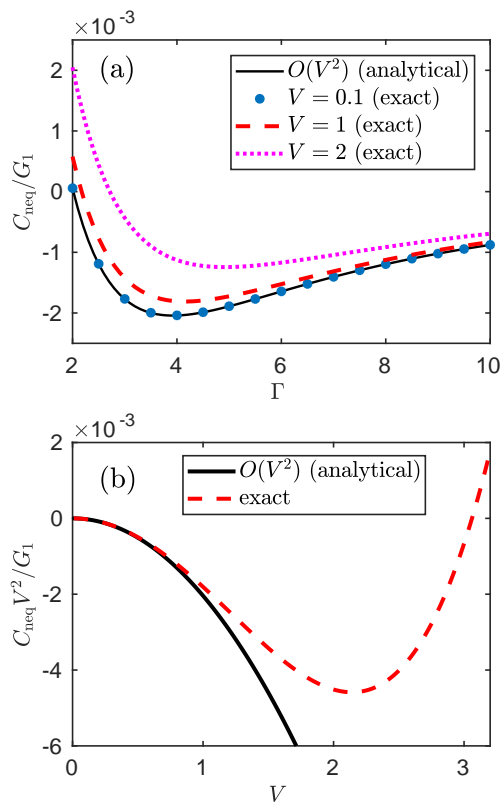 ×10⁻³
(a)
O(V²) (analytical)
V = 0.1 (exact)
V = 1 (exact)
V = 2 (exact)
C_neq/G₁
2
1
0
-1
-2
2
4
6
8
10
Γ
×10⁻³
(b)
O(V²) (analytical)
exact
C_neq V²/G₁
2
0
-2
-4
-6
0
1
2
3
V